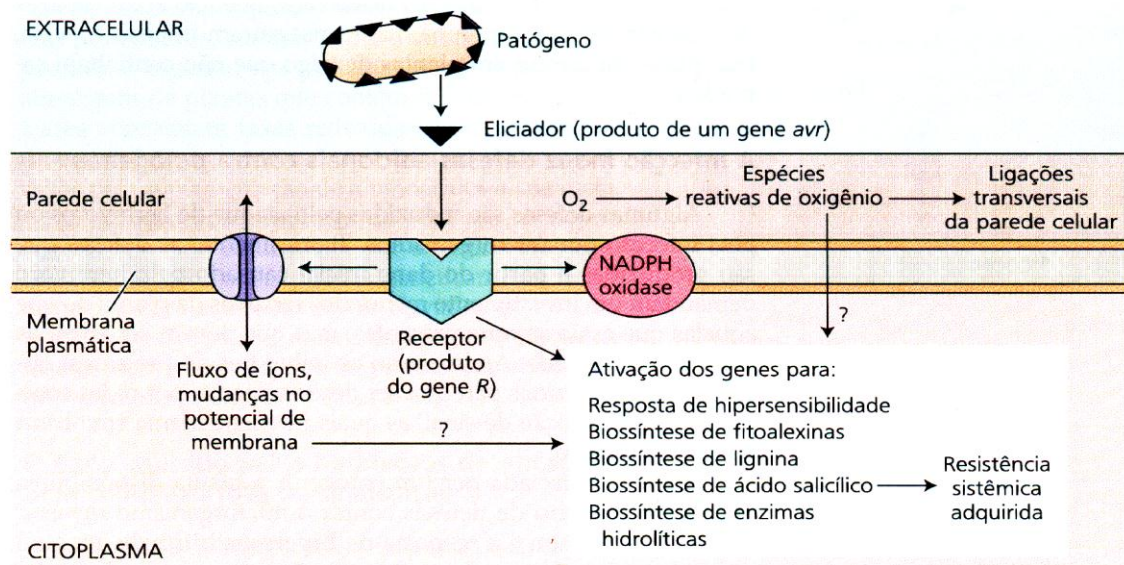 EXTRACELULAR
Patógeno
Eliciador (produto de um gene avr)
Parede celular
O₂
Espécies
reativas de oxigênio
Ligações
transversais
da parede celular
NADPH
oxidase
Membrana
plasmática
Receptor
(produto
do gene R)
?
Fluxo de íons,
mudanças no
potencial de
membrana
?
Ativação dos genes para:
Resposta de hipersensibilidade
Biossíntese de fitoalexinas
Biossíntese de lignina
Biossíntese de ácido salicílico
Biossíntese de enzimas
hidrolíticas
Resistência
sistêmica
adquirida
CITOPLASMA